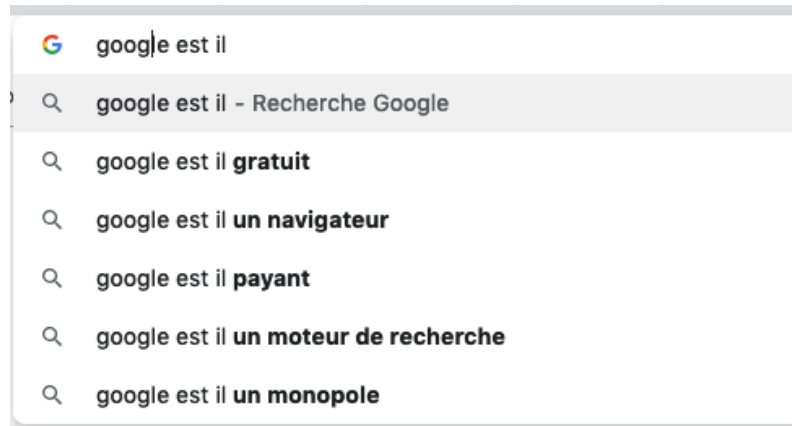 google est il
google est il - Recherche Google
google est il gratuit
google est il un navigateur
google est il payant
google est il un moteur de recherche
google est il un monopole